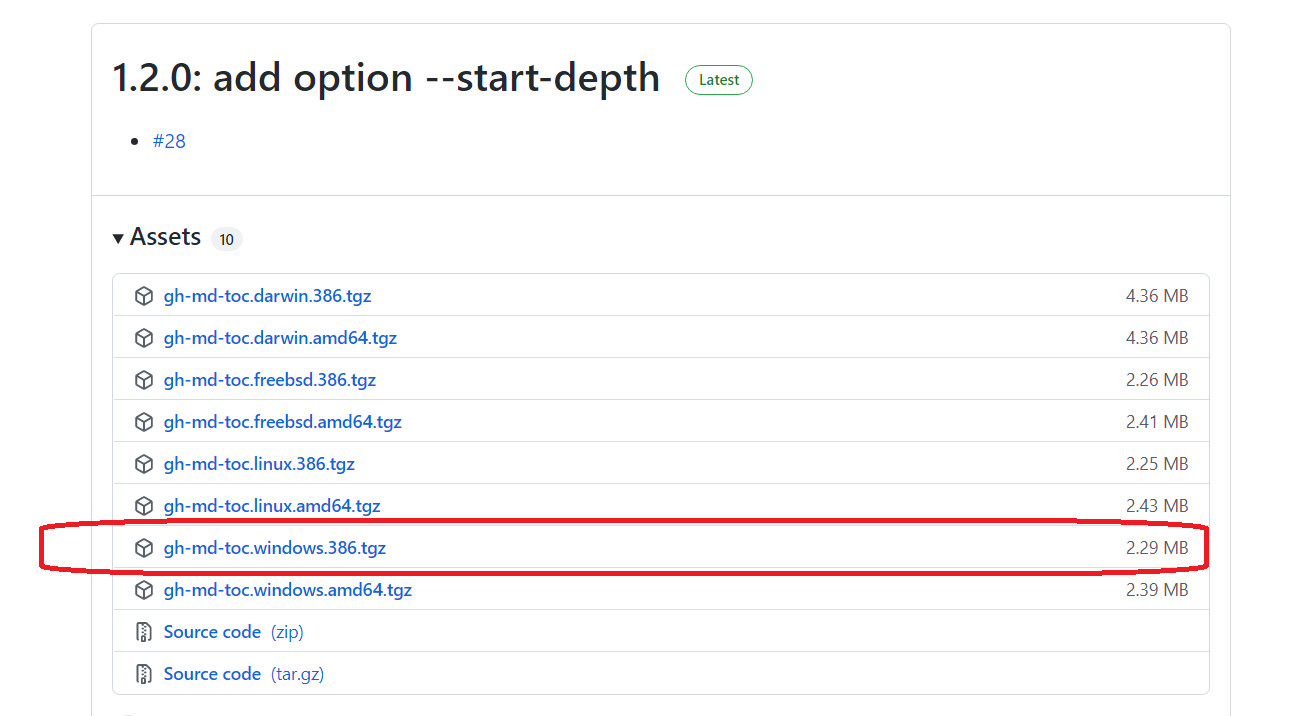 1.2.0: add option --start-depth Latest
#28
Assets 10
gh-md-toc.darwin.386.tgz 4.36 MB
gh-md-toc.darwin.amd64.tgz 4.36 MB
gh-md-toc.freebsd.386.tgz 2.26 MB
gh-md-toc.freebsd.amd64.tgz 2.41 MB
gh-md-toc.linux.386.tgz 2.25 MB
gh-md-toc.linux.amd64.tgz 2.43 MB
gh-md-toc.windows.386.tgz 2.29 MB
gh-md-toc.windows.amd64.tgz 2.39 MB
Source code (zip)
Source code (tar.gz)